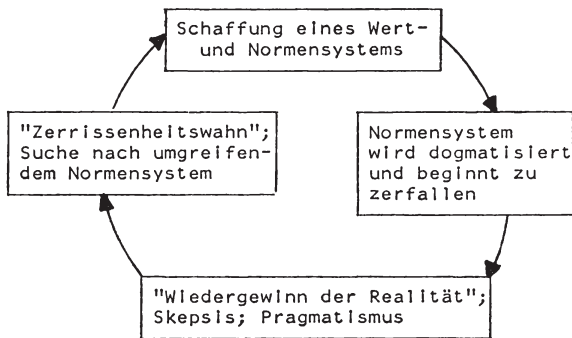 Schaffung eines Wert-
und Normensystems
"Zerrissenheitswahn";
Suche nach umgreifen-
dem Normensystem
Normensystem
wird dogmatisiert
und beginnt zu
zerfallen
"Wiedergewinn der Realität";
Skepsis; Pragmatismus